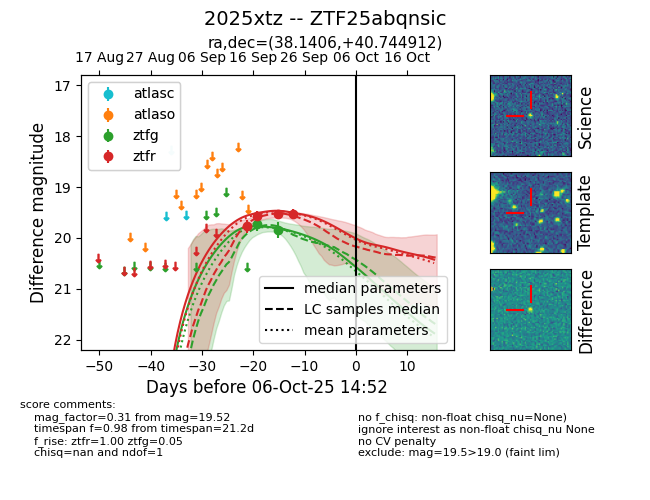 2025xtz -- ZTF25abqnsic
ra,dec=(38.1406,+40.744912)
17 Aug 27 Aug 06 Sep 16 Sep 26 Sep 06 Oct 16 Oct
17
18
19
20
21
22
Difference magnitude
atlasc
atlaso
ztfg
ztfr
median parameters
LC samples median
mean parameters
−50 −40 −30 −20 −10 0 10
Days before 06-Oct-25 14:52
Science
Template
Difference
score comments:
mag_factor=0.31 from mag=19.52
timespan f=0.98 from timespan=21.2d
f_rise: ztfr=1.00 ztfg=0.05
chisq=nan and ndof=1
no f_chisq: non-float chisq_nu=None)
ignore interest as non-float chisq_nu None
no CV penalty
exclude: mag=19.5>19.0 (faint lim)